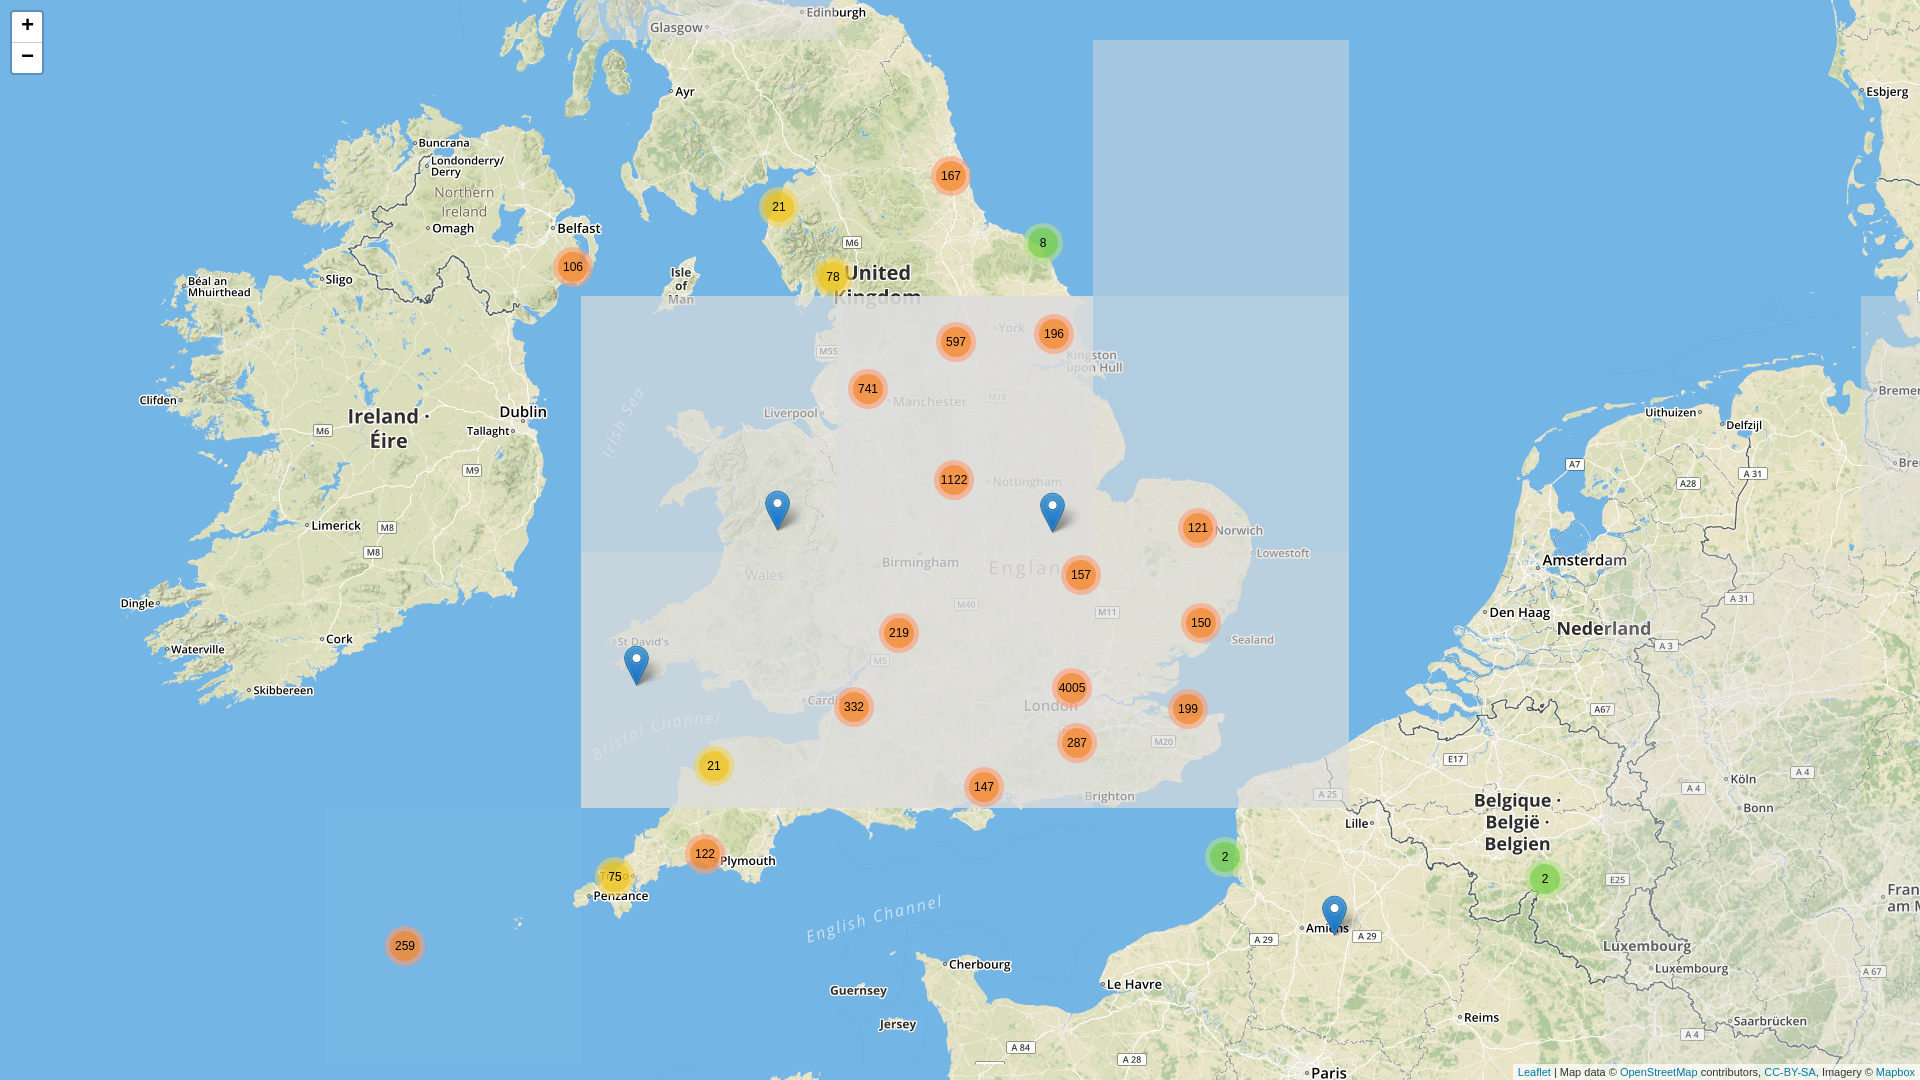 +
−
Edinburgh
Glasgow
Ayr
Esbjerg
Buncrana
Londonderry/
Derry
Northern
Ireland
Omagh
Belfast
167
21
8
M6
106
78
United
Kingdom
Isle
of
Man
Sligo
Béal an
Mhuirthead
York
196
597
M55
Kingston
upon Hull
741
Manchester
M18
Liverpool
Irish Sea
Clifden
Dublin
Ireland ·
Éire
M6
Tallaght
M9
Uithuizen
Delfzijl
A7
A 31
A28
1122
Nottingham
Limerick
M8
M8
121
Norwich
Lowestoft
Birmingham
Wales
157
Amsterdam
M40
M11
Dingle
Den Haag
A 31
Nederland
219
150
Sealand
St David's
Cork
Waterville
M5
A 3
Skibbereen
4005
London
332
199
A67
Bristol Channel
287
M20
E17
21
147
Brighton
A 25
Köln
A 4
A 4
Bonn
Belgique ·
België ·
Belgien
Lille
122
Plymouth
2
75
Penzance
2
E25
English Channel
Amiens
A 29
A 29
259
Luxembourg
Luxembourg
A 67
Cherbourg
Guernsey
Le Havre
Jersey
Reims
Saarbrücken
A 4
A 84
A 28
Paris
Leaflet | Map data © OpenStreetMap contributors, CC-BY-SA, Imagery © Mapbox